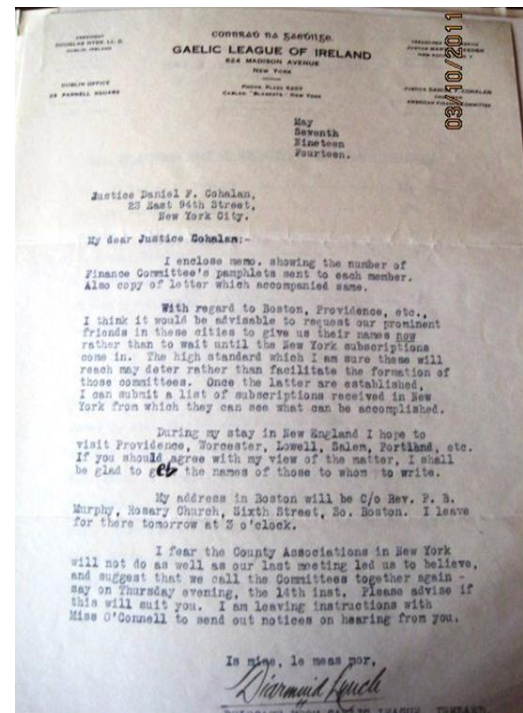 CONNRAḊ NA GAEḊILGE.
GAELIC LEAGUE OF IRELAND
624 MADISON AVENUE
NEW YORK
PRESIDENT
DOUGLAS HYDE, LL. D.
DUBLIN, IRELAND
DUBLIN OFFICE
25 PARNELL SQUARE
AMERICAN FINANCE COMMITTEE
03/10/2011
May
Seventh
Nineteen
Fourteen.
Justice Daniel F. Cohalan,
23 East 94th Street,
New York City.
My dear Justice Cohalan:-
I enclose memo. showing the number of
Finance Committee's pamphlets sent to each member.
Also copy of letter which accompanied same.
With regard to Boston, Providence, etc.,
I think it would be advisable to request our prominent
friends in these cities to give us their names now
rather than to wait until the New York subscriptions
come in. The high standard which I am sure these will
reach may deter rather than facilitate the formation of
those committees. Once the latter are established,
I can submit a list of subscriptions received in New
York from which they can see what can be accomplished.
During my stay in New England I hope to
visit Providence, Worcester, Lowell, Salem, Portland, etc.
If you should agree with my view of the matter, I shall
be glad to get the names of those to whom to write.
My address in Boston will be C/o Rev. P. B.
Murphy, Rosary Church, Sixth Street, So. Boston. I leave
for there tomorrow at 3 o'clock.
I fear the County Associations in New York
will not do as well as our last meeting led us to believe,
and suggest that we call the Committees together again -
say on Thursday evening, the 14th inst. Please advise if
this will suit you. I am leaving instructions with
Miss O'Connell to send out notices on hearing from you.
Is mise, le meas mor,
Diarmuid Lynch